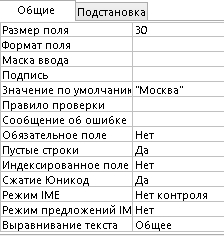 Общие Подстановка
Размер поля 30
Формат поля
Маска ввода
Подпись
Значение по умолчани "Москва"
Правило проверки
Сообщение об ошибке
Обязательное поле Нет
Пустые строки Да
Индексированное поле Нет
Сжатие Юникод Да
Режим IME Нет контроля
Режим предложений IM Нет
Выравнивание текста Общее